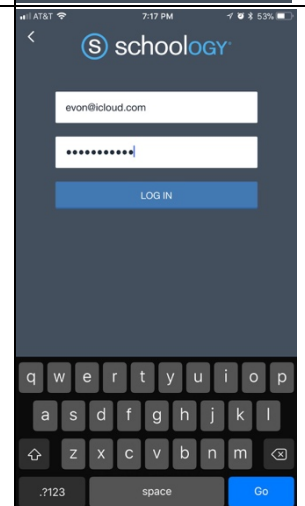 AT&T 7:17 PM 53%
S schoology
evon@icloud.com
•••••••••••
LOG IN
q w e r t y u i o p
a s d f g h j k l
z x c v b n m
.?123 space Go